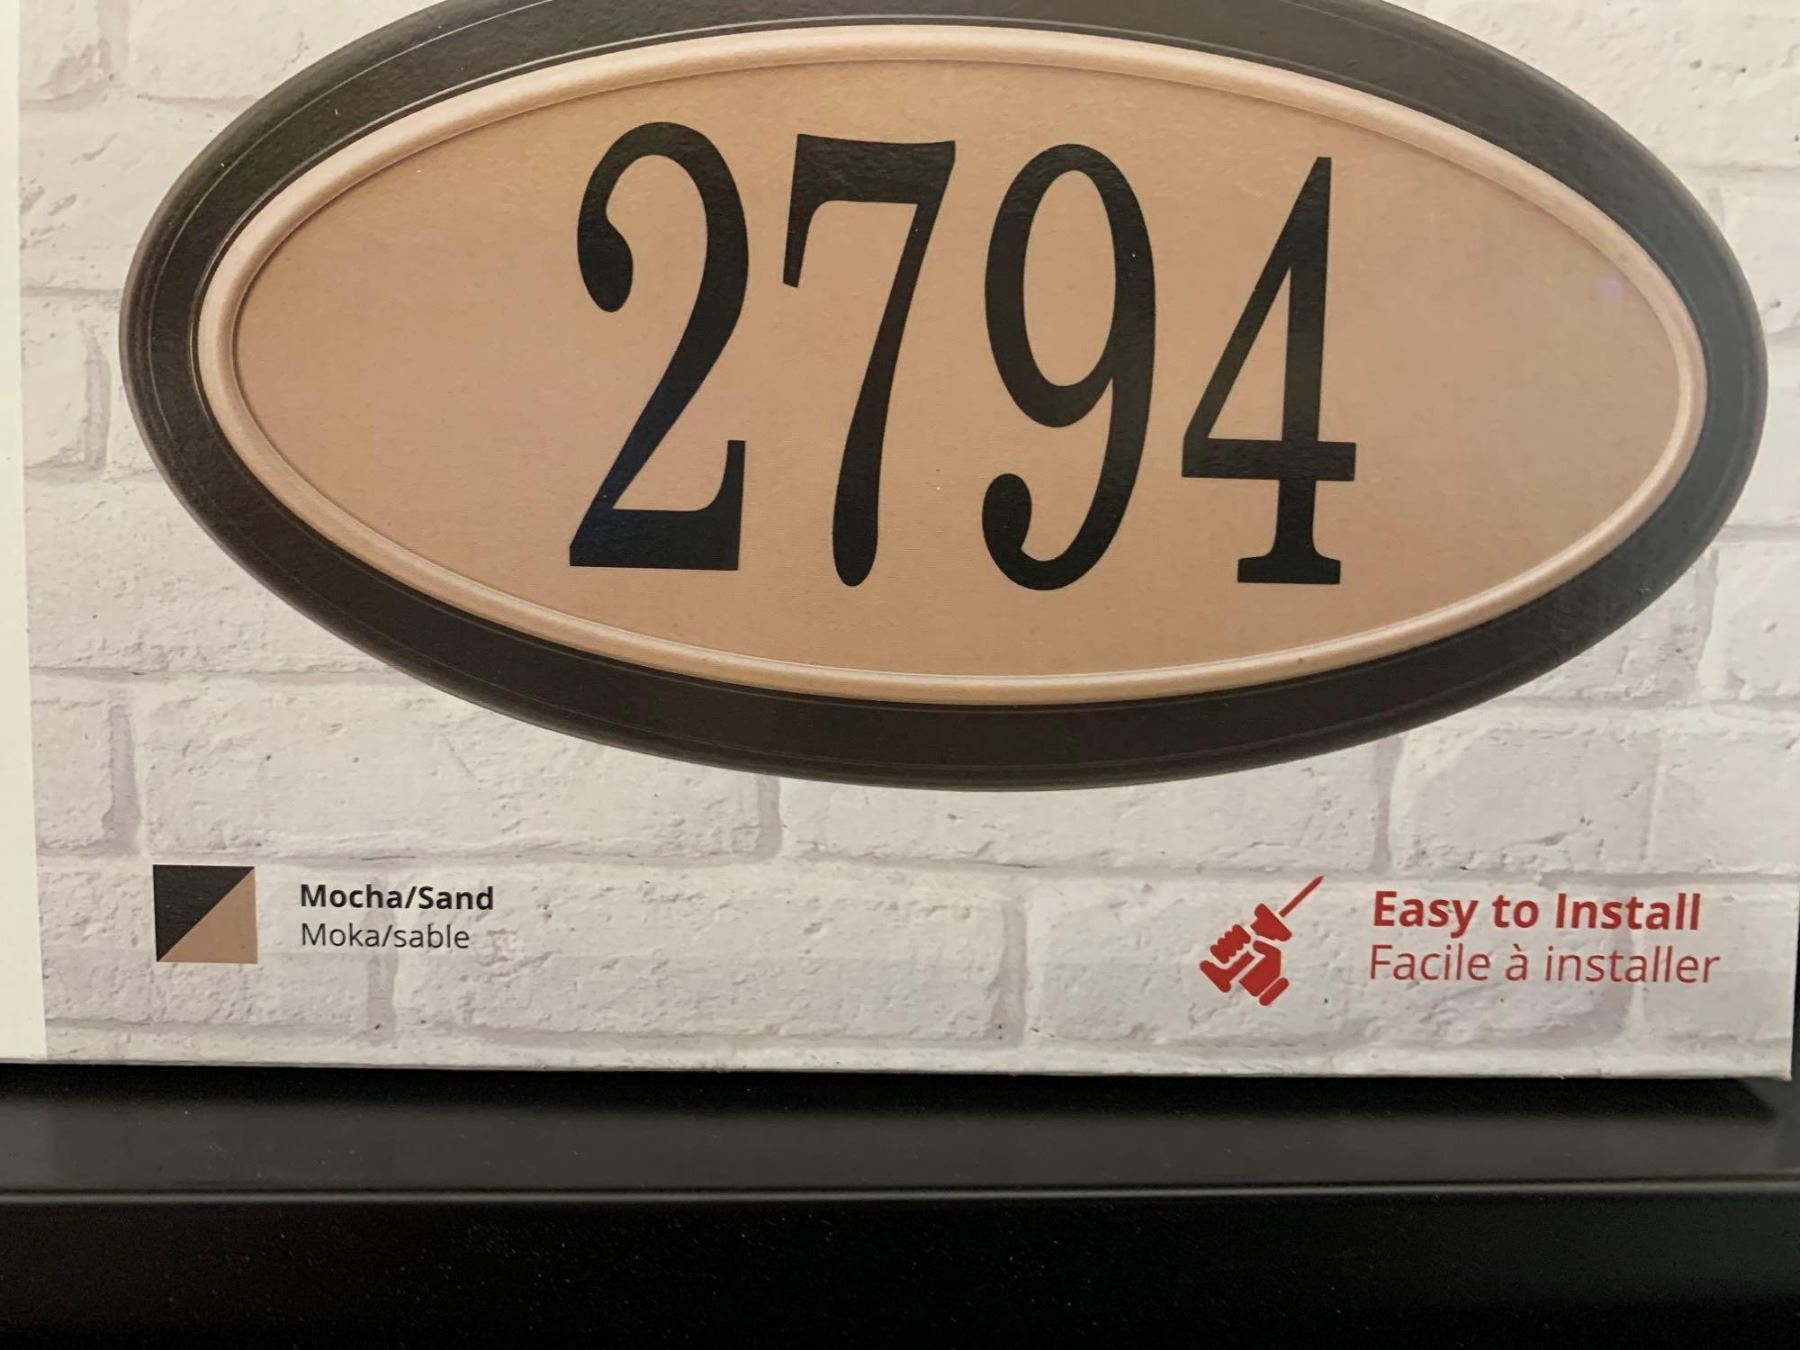 2794
Mocha/Sand
Moka/sable
Easy to Install
Facile à installer